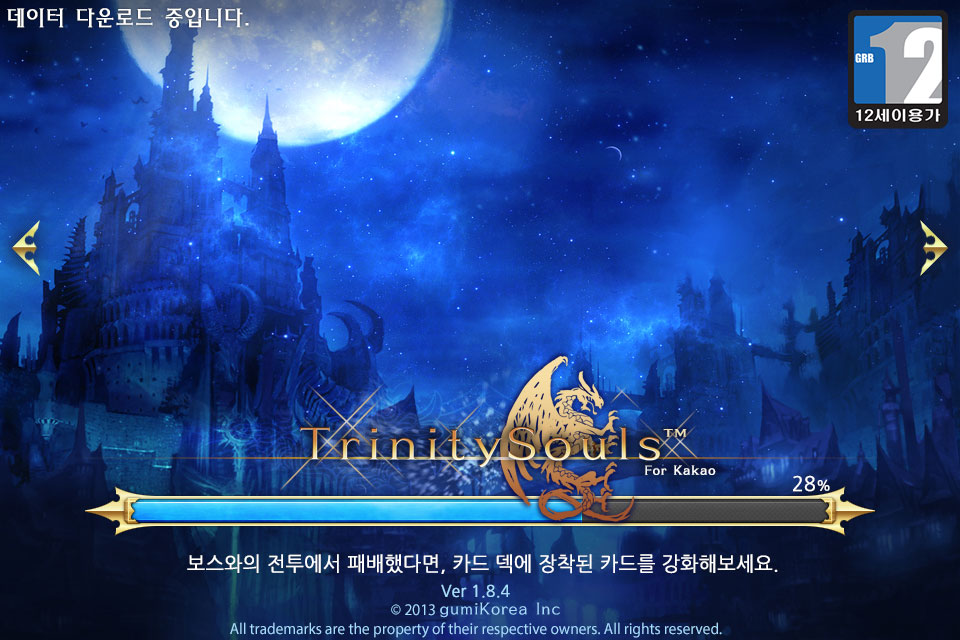 데이터 다운로드 중입니다.
GRB
12
12세이용가
TrinitySouls™
For Kakao
28%
보스와의 전투에서 패배했다면, 카드 덱에 장착된 카드를 강화해보세요.
Ver 1.8.4
© 2013 gumiKorea Inc
All trademarks are the property of their respective owners. All rights reserved.